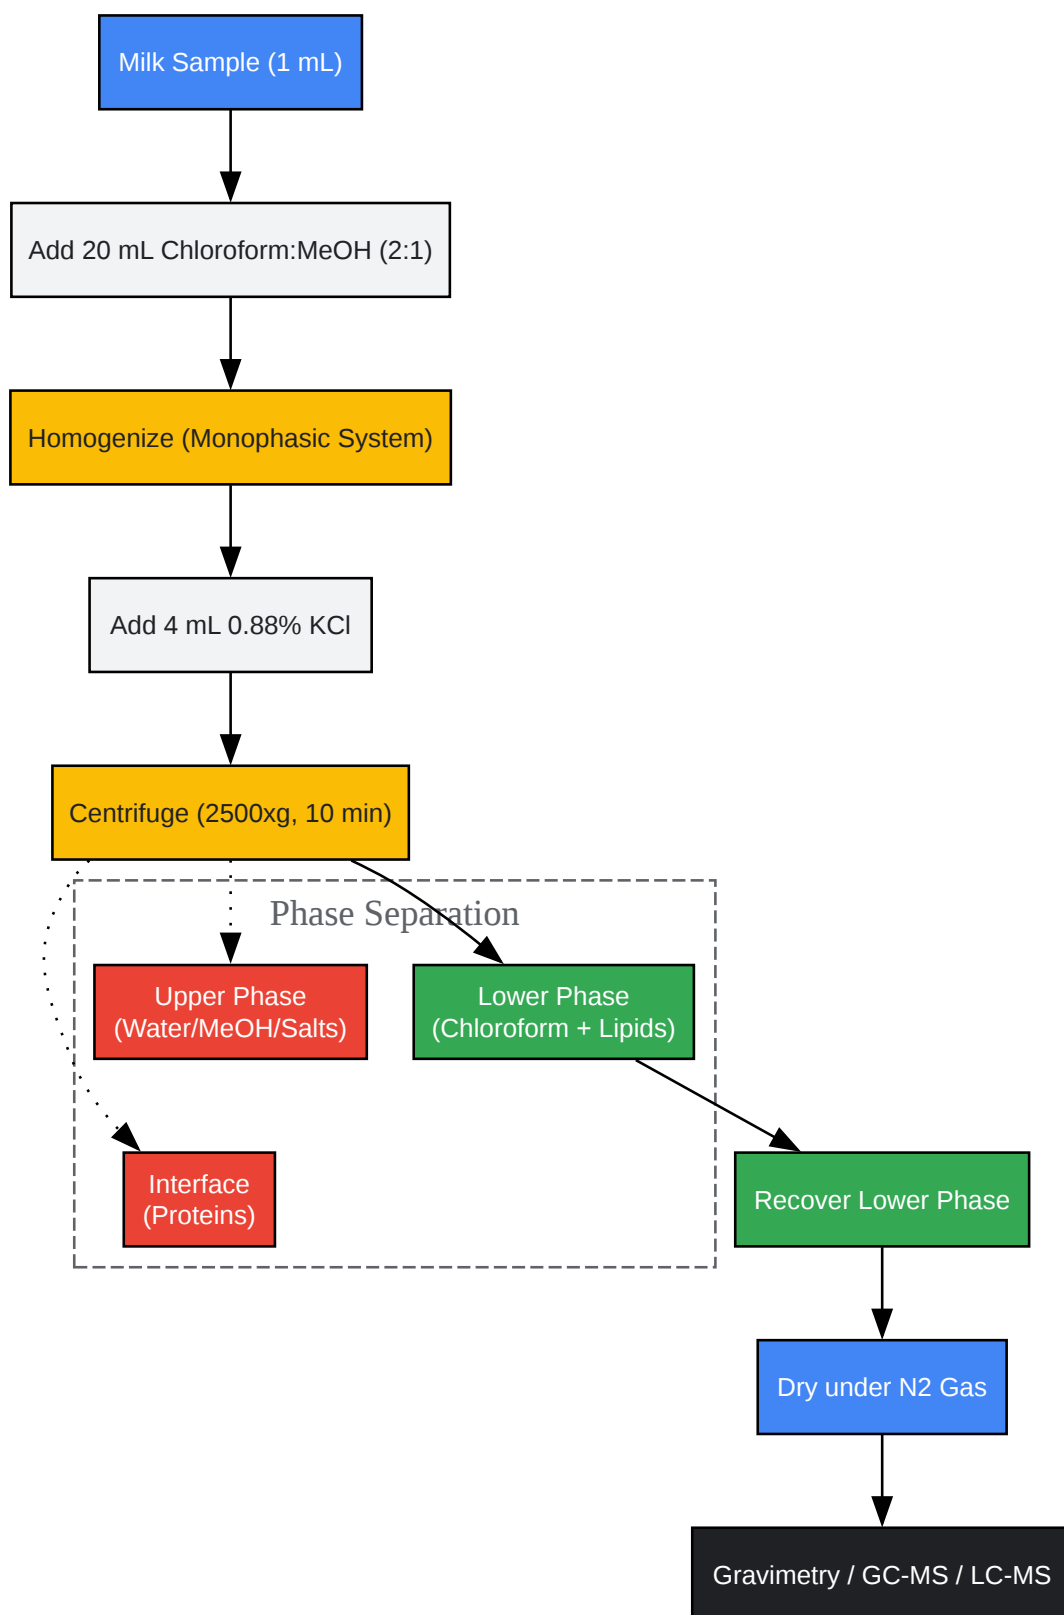 Milk Sample (1 mL)
Add 20 mL Chloroform:MeOH (2:1)
Homogenize (Monophasic System)
Add 4 mL 0.88% KCl
Centrifuge (2500xg, 10 min)
Phase Separation
Upper Phase
(Water/MeOH/Salts)
Lower Phase
(Chloroform + Lipids)
Interface
(Proteins)
Recover Lower Phase
Dry under N2 Gas
Gravimetry / GC-MS / LC-MS